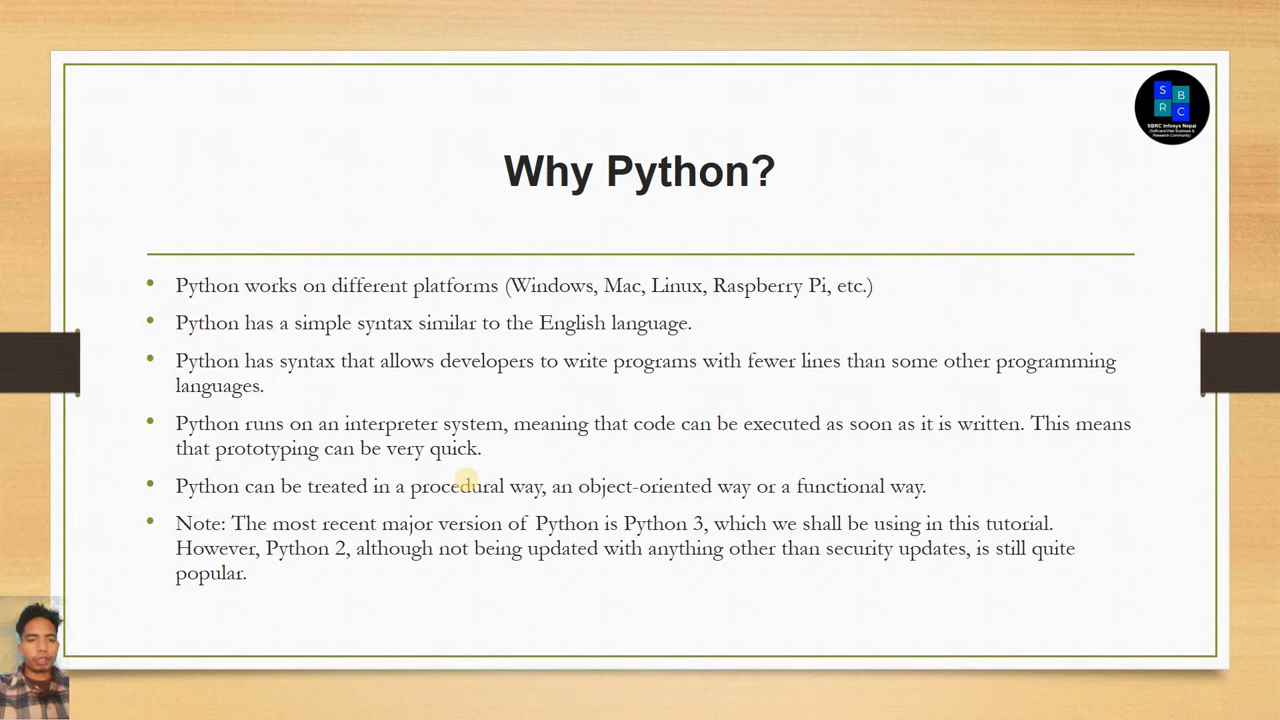 S
B
R
C
SBRC Infosys Nepal
(Software/Web Business &
Research Community)
Why Python?
• Python works on different platforms (Windows, Mac, Linux, Raspberry Pi, etc.)
• Python has a simple syntax similar to the English language.
• Python has syntax that allows developers to write programs with fewer lines than some other programming
languages.
• Python runs on an interpreter system, meaning that code can be executed as soon as it is written. This means
that prototyping can be very quick.
• Python can be treated in a procedural way, an object-oriented way or a functional way.
• Note: The most recent major version of Python is Python 3, which we shall be using in this tutorial.
However, Python 2, although not being updated with anything other than security updates, is still quite
popular.